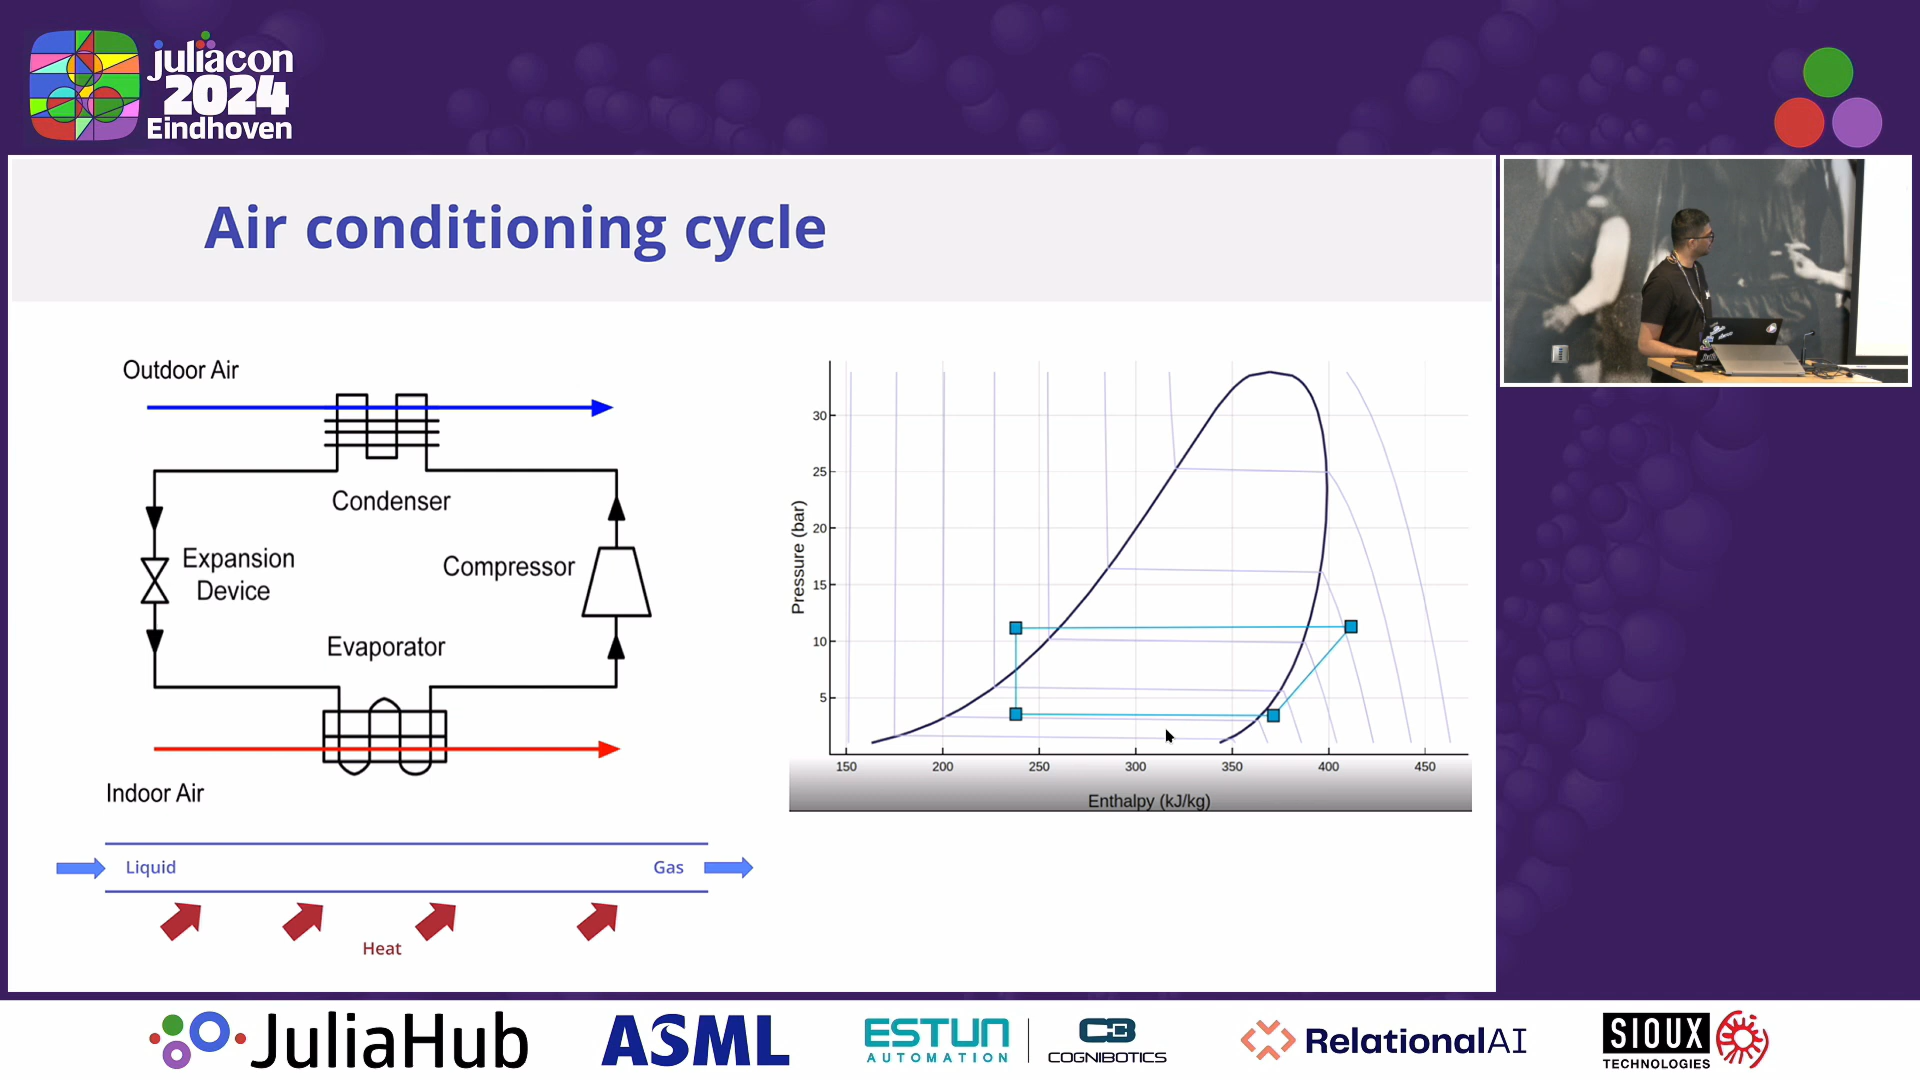 juliacon
2024
Eindhoven
Air conditioning cycle
Outdoor Air
Condenser
Expansion
Device
Compressor
Evaporator
Indoor Air
Liquid
Gas
Heat
Pressure (bar)
30
25
20
15
10
5
150
200
250
300
350
400
450
Enthalpy (kJ/kg)
JuliaHub
ASML
ESTUN
AUTOMATION
COGNIBOTICS
RelationalAI
SIOUX
TECHNOLOGIES